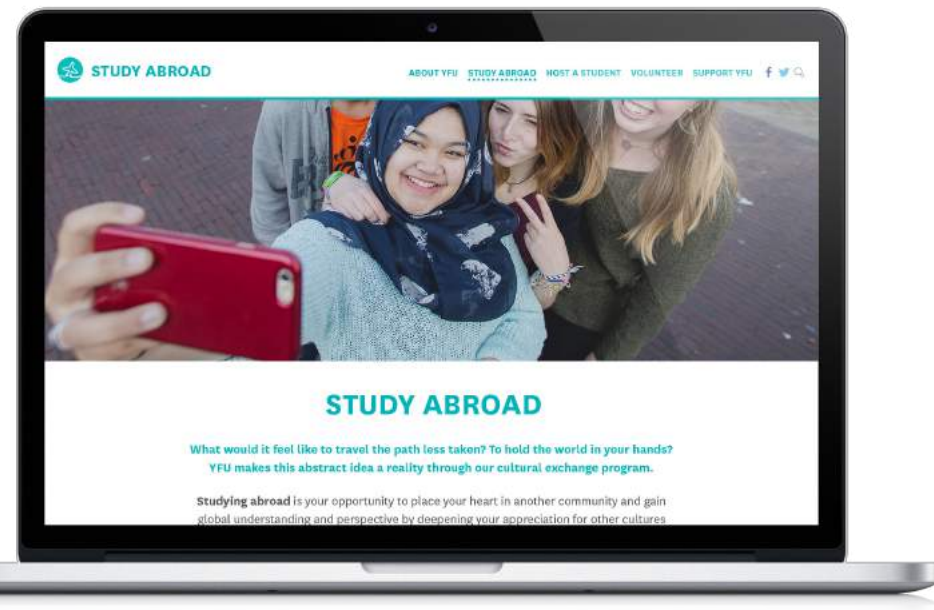 STUDY ABROAD
ABOUT YFU STUDY ABROAD HOST A STUDENT VOLUNTEER SUPPORT YFU
STUDY ABROAD
What would it feel like to travel the path less taken? To hold the world in your hands?
YFU makes this abstract idea a reality through our cultural exchange program.
Studying abroad is your opportunity to place your heart in another community and gain
global understanding and perspective by deepening your appreciation for other cultures